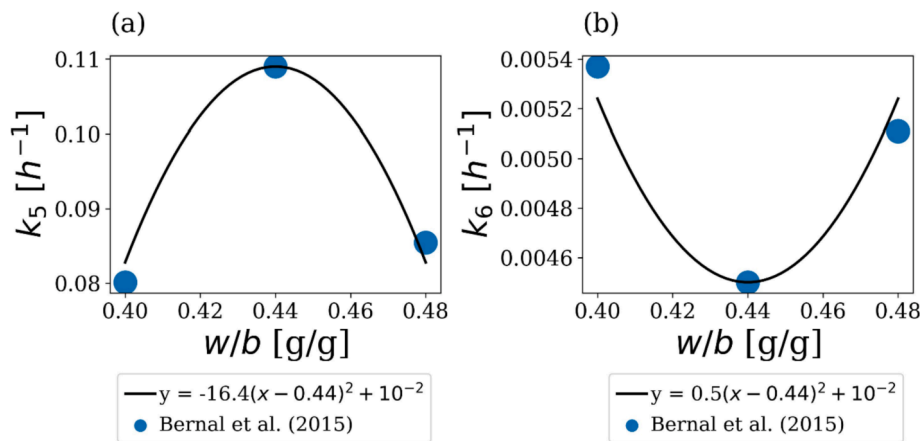 (a)
0.11
0.10
0.09
0.08
k₅ [h⁻¹]
0.40 0.42 0.44 0.46 0.48
w/b [g/g]
y = -16.4(x − 0.44)² + 10⁻²
Bernal et al. (2015)
(b)
0.0054
0.0052
0.0050
0.0048
0.0046
k₆ [h⁻¹]
0.40 0.42 0.44 0.46 0.48
w/b [g/g]
y = 0.5(x − 0.44)² + 10⁻²
Bernal et al. (2015)